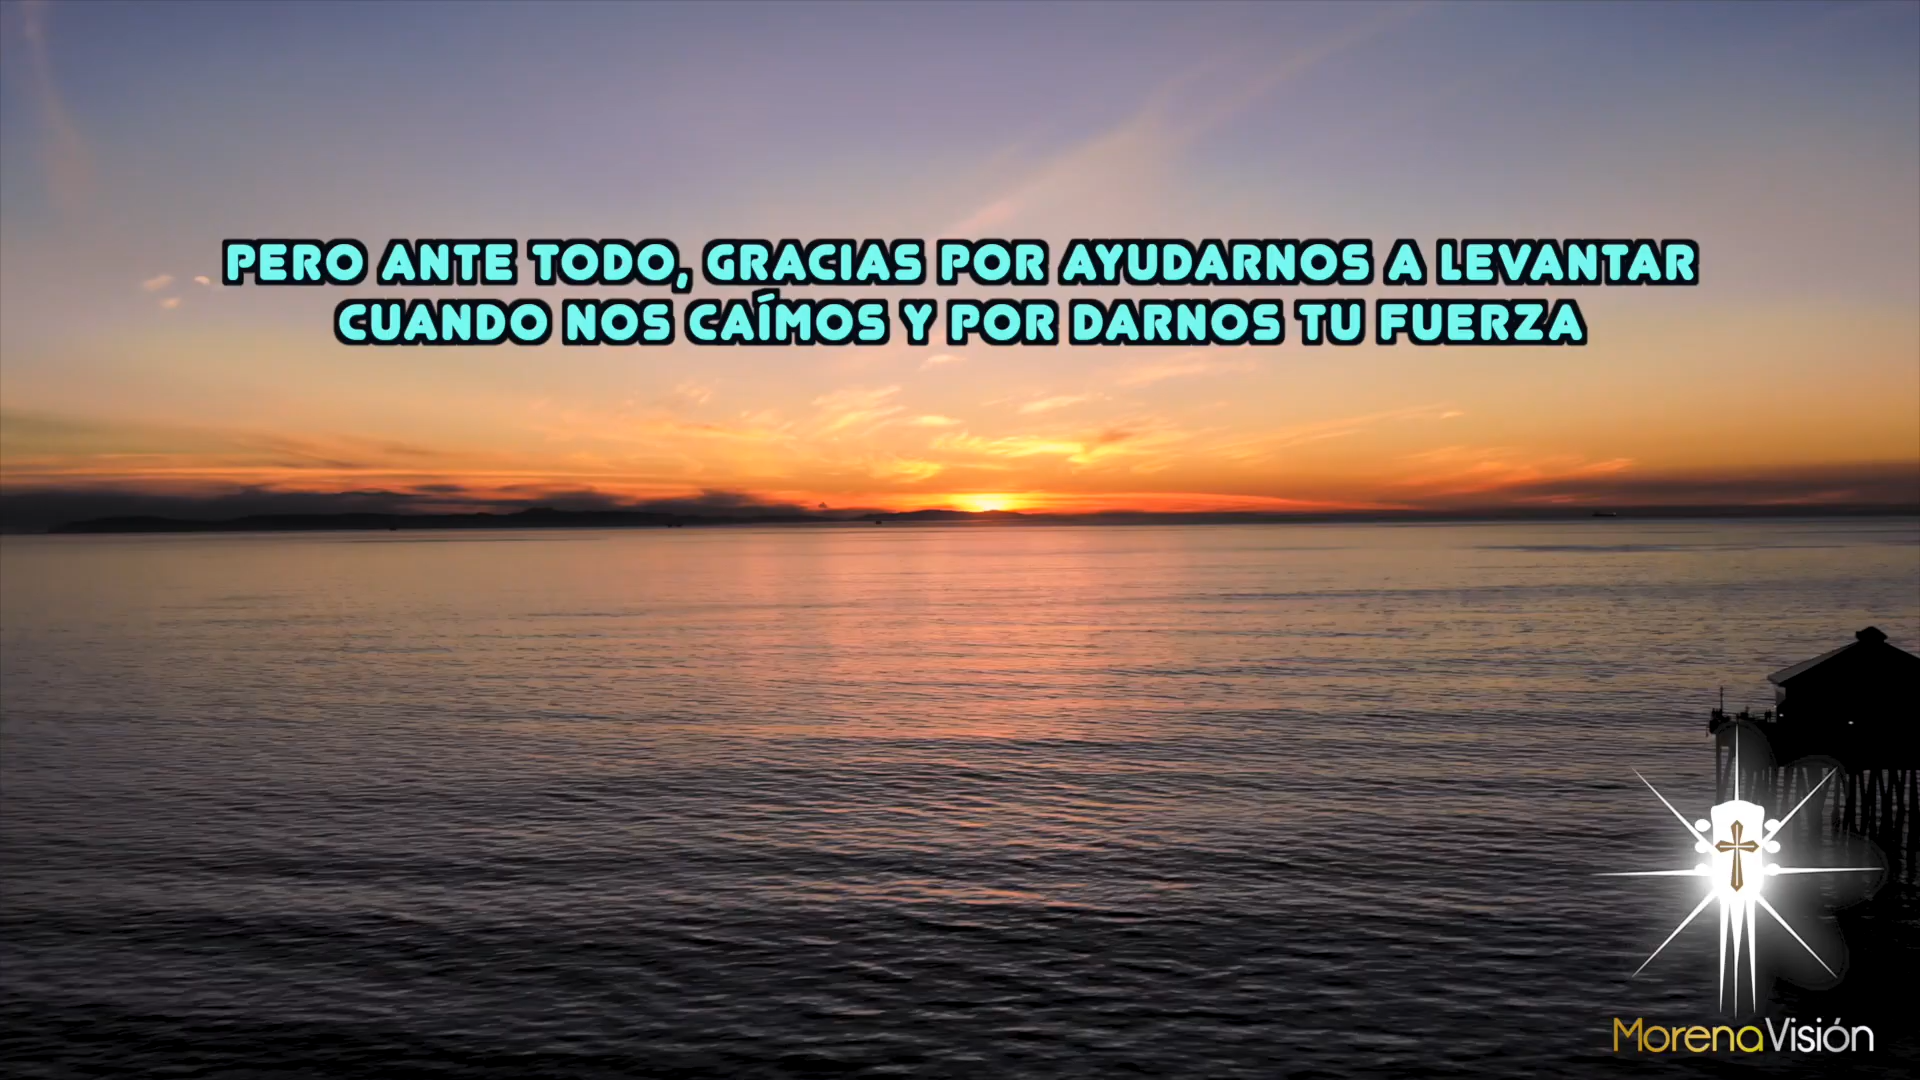 PERO ANTE TODO, GRACIAS POR AYUDARNOS A LEVANTAR
CUANDO NOS CAÍMOS Y POR DARNOS TU FUERZA
MorenaVisión